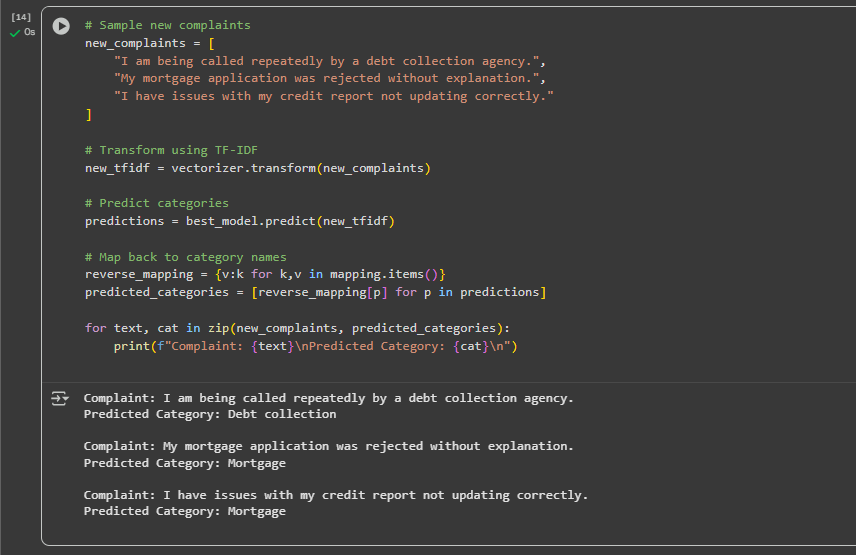 [14]
0s
# Sample new complaints
new_complaints = [
    "I am being called repeatedly by a debt collection agency.",
    "My mortgage application was rejected without explanation.",
    "I have issues with my credit report not updating correctly."
]
# Transform using TF-IDF
new_tfidf = vectorizer.transform(new_complaints)
# Predict categories
predictions = best_model.predict(new_tfidf)
# Map back to category names
reverse_mapping = {v:k for k,v in mapping.items()}
predicted_categories = [reverse_mapping[p] for p in predictions]
for text, cat in zip(new_complaints, predicted_categories):
    print(f"Complaint: {text}\nPredicted Category: {cat}\n")
Complaint: I am being called repeatedly by a debt collection agency.
Predicted Category: Debt collection
Complaint: My mortgage application was rejected without explanation.
Predicted Category: Mortgage
Complaint: I have issues with my credit report not updating correctly.
Predicted Category: Mortgage